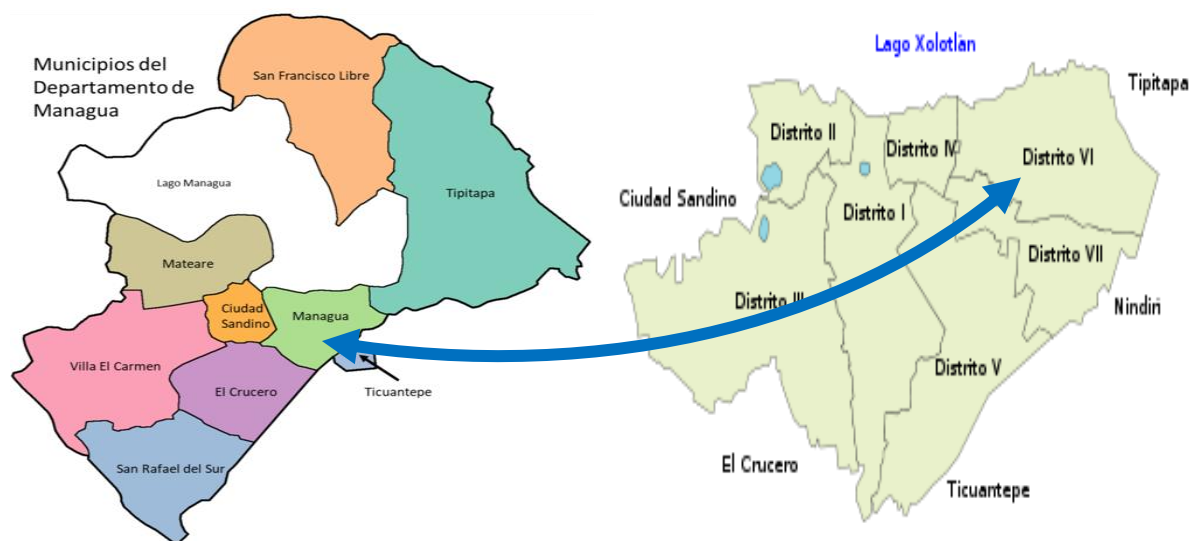 Municipios del
Departamento de
Managua
San Francisco Libre
Lago Managua
Tipitapa
Mateare
Ciudad
Sandino
Managua
Villa El Carmen
El Crucero
Ticuantepe
San Rafael del Sur
Lago Xolotlan
Tipitapa
Distrito II
Distrito IV
Distrito VI
Ciudad Sandino
Distrito I
Distrito VII
Distrito III
Nindiri
Distrito V
El Crucero
Ticuantepe